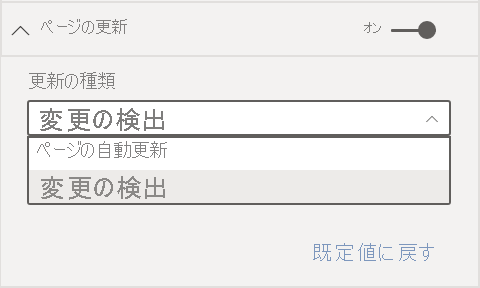 ページの更新
オン
更新の種類
変更の検出
ページの自動更新
変更の検出
既定値に戻す